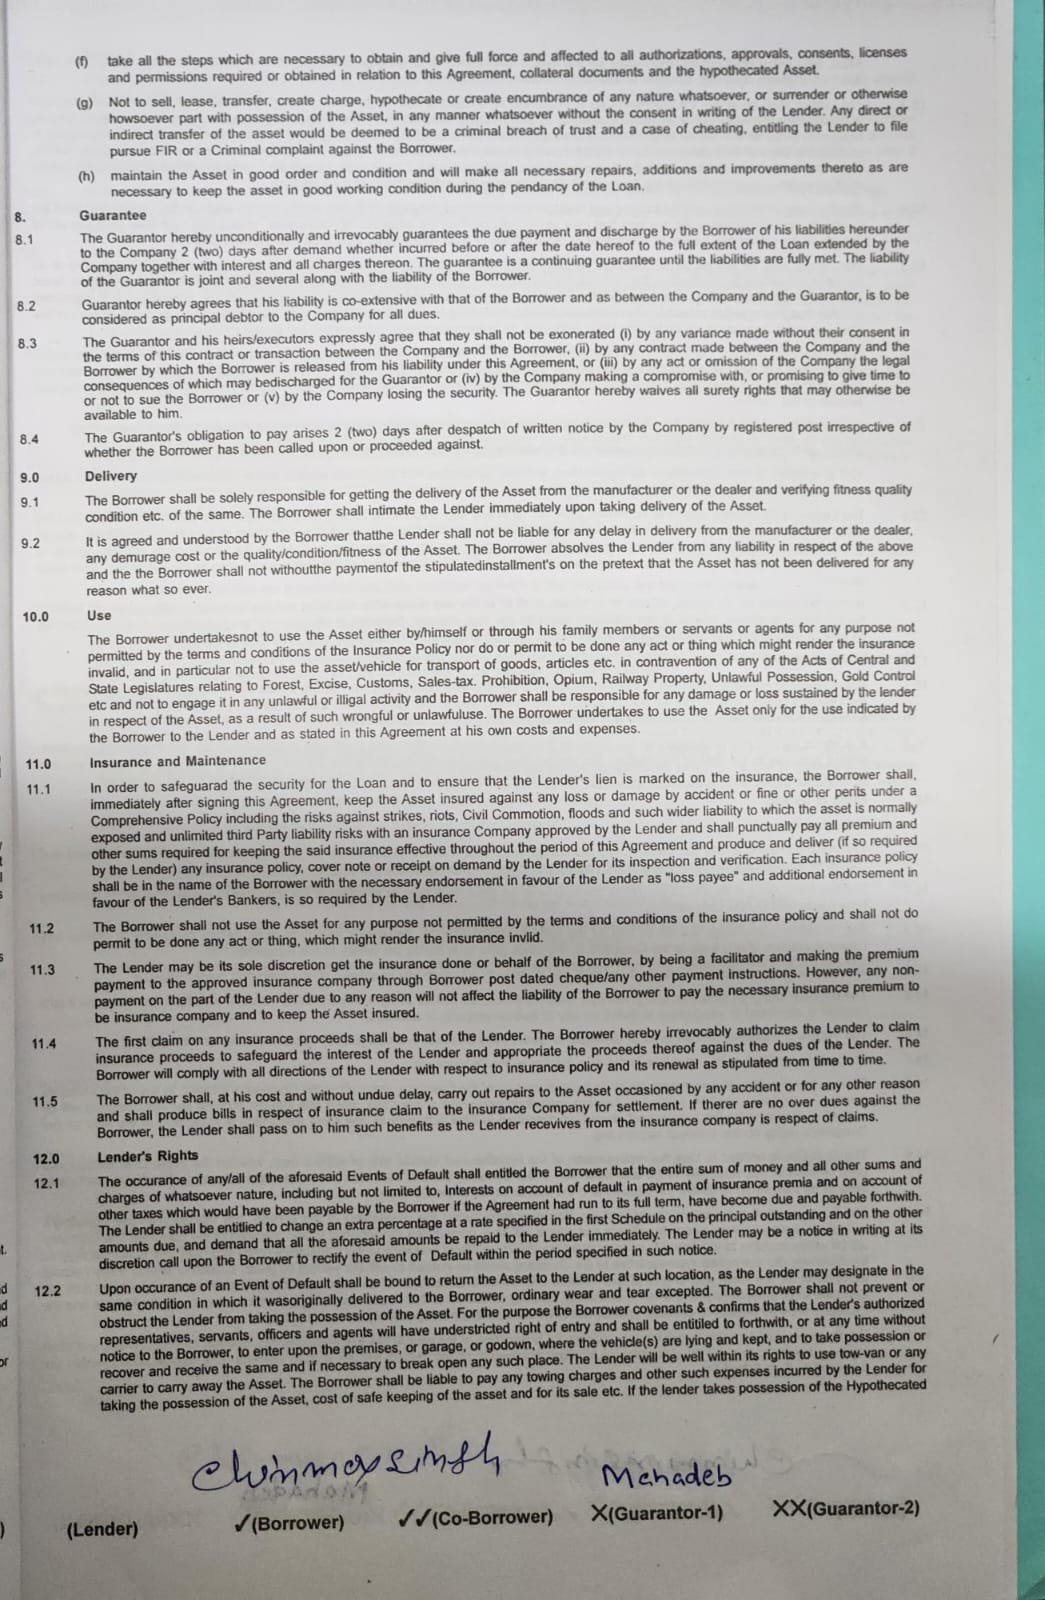 (f) take all the steps which are necessary to obtain and give full force and affected to all authorizations, approvals, consents, licenses
and permissions required or obtained in relation to this Agreement, collateral documents and the hypothecated Asset.
(g) Not to sell, lease, transfer, create charge, hypothecate or create encumbrance of any nature whatsoever, or surrender or otherwise
howsoever part with possession of the Asset, in any manner whatsoever without the consent in writing of the Lender. Any direct or
indirect transfer of the asset would be deemed to be a criminal breach of trust and a case of cheating, entitling the Lender to file
pursue FIR or a Criminal complaint against the Borrower.
(h) maintain the Asset in good order and condition and will make all necessary repairs, additions and improvements thereto as are
necessary to keep the asset in good working condition during the pendancy of the Loan.
8. Guarantee
8.1 The Guarantor hereby unconditionally and irrevocably guarantees the due payment and discharge by the Borrower of his liabilities hereunder
to the Company 2 (two) days after demand whether incurred before or after the date hereof to the full extent of the Loan extended by the
Company together with interest and all charges thereon. The guarantee is a continuing guarantee until the liabilities are fully met. The liability
of the Guarantor is joint and several along with the liability of the Borrower.
8.2 Guarantor hereby agrees that his liability is co-extensive with that of the Borrower and as between the Company and the Guarantor, is to be
considered as principal debtor to the Company for all dues.
8.3 The Guarantor and his heirs/executors expressly agree that they shall not be exonerated (i) by any variance made without their consent in
the terms of this contract or transaction between the Company and the Borrower, (ii) by any contract made between the Company and the
Borrower by which the Borrower is released from his liability under this Agreement, or (iii) by any act or omission of the Company the legal
consequences of which may bedischarged for the Guarantor or (iv) by the Company making a compromise with, or promising to give time to
or not to sue the Borrower or (v) by the Company losing the security. The Guarantor hereby waives all surety rights that may otherwise be
available to him.
8.4 The Guarantor's obligation to pay arises 2 (two) days after despatch of written notice by the Company by registered post irrespective of
whether the Borrower has been called upon or proceeded against.
9.0 Delivery
9.1 The Borrower shall be solely responsible for getting the delivery of the Asset from the manufacturer or the dealer and verifying fitness quality
condition etc. of the same. The Borrower shall intimate the Lender immediately upon taking delivery of the Asset.
9.2 It is agreed and understood by the Borrower thatthe Lender shall not be liable for any delay in delivery from the manufacturer or the dealer,
any demurage cost or the quality/condition/fitness of the Asset. The Borrower absolves the Lender from any liability in respect of the above
and the the Borrower shall not withoutthe paymentof the stipulatedinstallment's on the pretext that the Asset has not been delivered for any
reason what so ever.
10.0 Use
The Borrower undertakesnot to use the Asset either by/himself or through his family members or servants or agents for any purpose not
permitted by the terms and conditions of the Insurance Policy nor do or permit to be done any act or thing which might render the insurance
invalid, and in particular not to use the asset/vehicle for transport of goods, articles etc. in contravention of any of the Acts of Central and
State Legislatures relating to Forest, Excise, Customs, Sales-tax. Prohibition, Opium, Railway Property, Unlawful Possession, Gold Control
etc and not to engage it in any unlawful or illigal activity and the Borrower shall be responsible for any damage or loss sustained by the lender
in respect of the Asset, as a result of such wrongful or unlawfuluse. The Borrower undertakes to use the Asset only for the use indicated by
the Borrower to the Lender and as stated in this Agreement at his own costs and expenses.
11.0 Insurance and Maintenance
11.1 In order to safeguarad the security for the Loan and to ensure that the Lender's lien is marked on the insurance, the Borrower shall,
immediately after signing this Agreement, keep the Asset insured against any loss or damage by accident or fine or other perits under a
Comprehensive Policy including the risks against strikes, riots, Civil Commotion, floods and such wider liability to which the asset is normally
exposed and unlimited third Party liability risks with an insurance Company approved by the Lender and shall punctually pay all premium and
other sums required for keeping the said insurance effective throughout the period of this Agreement and produce and deliver (if so required
by the Lender) any insurance policy, cover note or receipt on demand by the Lender for its inspection and verification. Each insurance policy
shall be in the name of the Borrower with the necessary endorsement in favour of the Lender as "loss payee" and additional endorsement in
favour of the Lender's Bankers, is so required by the Lender.
11.2 The Borrower shall not use the Asset for any purpose not permitted by the terms and conditions of the insurance policy and shall not do
permit to be done any act or thing, which might render the insurance invlid.
11.3 The Lender may be its sole discretion get the insurance done or behalf of the Borrower, by being a facilitator and making the premium
payment to the approved insurance company through Borrower post dated cheque/any other payment instructions. However, any non-
payment on the part of the Lender due to any reason will not affect the liability of the Borrower to pay the necessary insurance premium to
be insurance company and to keep the Asset insured.
11.4 The first claim on any insurance proceeds shall be that of the Lender. The Borrower hereby irrevocably authorizes the Lender to claim
insurance proceeds to safeguard the interest of the Lender and appropriate the proceeds thereof against the dues of the Lender. The
Borrower will comply with all directions of the Lender with respect to insurance policy and its renewal as stipulated from time to time.
11.5 The Borrower shall, at his cost and without undue delay, carry out repairs to the Asset occasioned by any accident or for any other reason
and shall produce bills in respect of insurance claim to the insurance Company for settlement. If therer are no over dues against the
Borrower, the Lender shall pass on to him such benefits as the Lender recevives from the insurance company is respect of claims.
12.0 Lender's Rights
12.1 The occurance of any/all of the aforesaid Events of Default shall entitled the Borrower that the entire sum of money and all other sums and
charges of whatsoever nature, including but not limited to, Interests on account of default in payment of insurance premia and on account of
other taxes which would have been payable by the Borrower if the Agreement had run to its full term, have become due and payable forthwith.
The Lender shall be entitlied to change an extra percentage at a rate specified in the first Schedule on the principal outstanding and on the other
amounts due, and demand that all the aforesaid amounts be repaid to the Lender immediately. The Lender may be a notice in writing at its
discretion call upon the Borrower to rectify the event of Default within the period specified in such notice.
12.2 Upon occurance of an Event of Default shall be bound to return the Asset to the Lender at such location, as the Lender may designate in the
same condition in which it wasoriginally delivered to the Borrower, ordinary wear and tear excepted. The Borrower shall not prevent or
obstruct the Lender from taking the possession of the Asset. For the purpose the Borrower covenants & confirms that the Lender's authorized
representatives, servants, officers and agents will have understricted right of entry and shall be entitiled to forthwith, or at any time without
notice to the Borrower, to enter upon the premises, or garage, or godown, where the vehicle(s) are lying and kept, and to take possession or
recover and receive the same and if necessary to break open any such place. The Lender will be well within its rights to use tow-van or any
carrier to carry away the Asset. The Borrower shall be liable to pay any towing charges and other such expenses incurred by the Lender for
taking the possession of the Asset, cost of safe keeping of the asset and for its sale etc. If the lender takes possession of the Hypothecated
Chinmay Singh Mahadeb
(Lender) ✓(Borrower) ✓✓(Co-Borrower) X(Guarantor-1) XX(Guarantor-2)